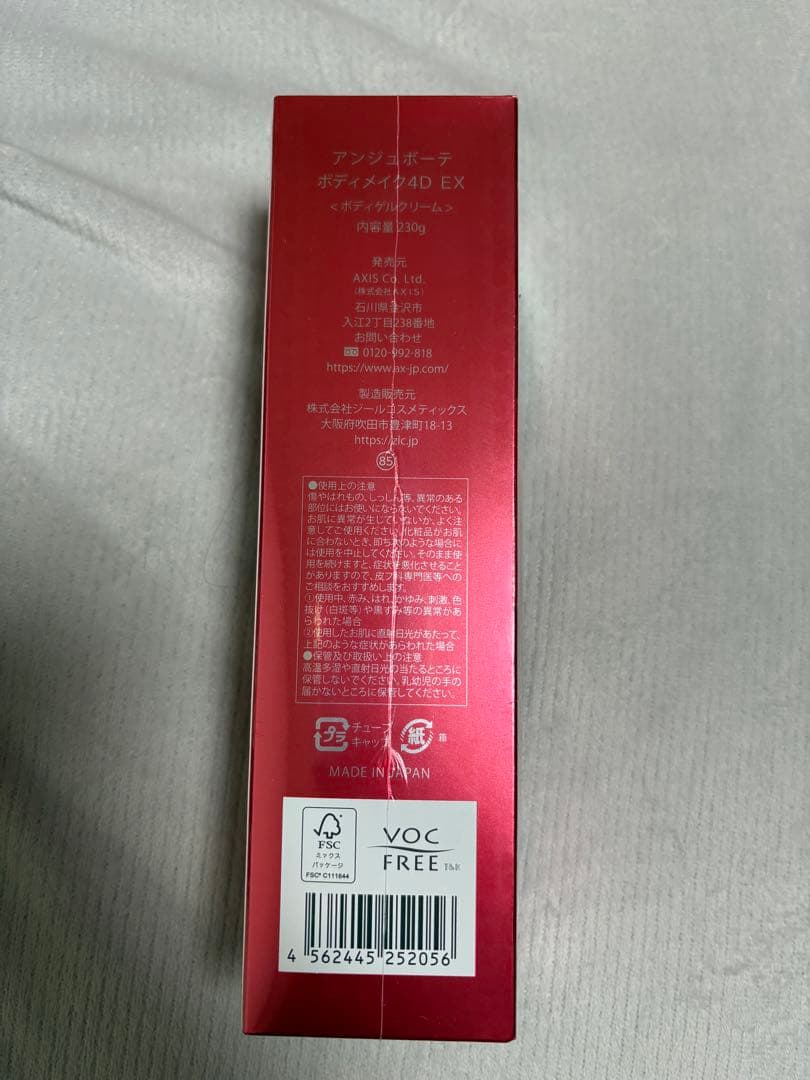 アンジュボーテ
ボディメイク4D EX
＜ボディゲルクリーム＞
内容量 230g
発売元
AXIS Co. Ltd.
（株式会社AXIS）
石川県金沢市
入江2丁目238番地
お問い合わせ
0120-992-818
https://www.ax-jp.com/
製造販売元
株式会社ジールコスメティックス
大阪府吹田市豊津町18-13
https://zlc.jp
85
●使用上の注意
傷やはれもの、しっしん等、異常のある
部位にはお使いにならないでください。
お肌に異常が生じていないか、よく注
意してご使用ください。化粧品がお肌
に合わないとき、即ち次のような場合に
は使用を中止してください。そのまま使
用を続けますと、症状を悪化させること
がありますので、皮フ科専門医等への
ご相談をおすすめします。
①使用中、赤み、はれ、かゆみ、刺激、色
抜け（白斑等）や黒ずみ等の異常があ
らわれた場合
②使用したお肌に直射日光があたって、
上記のような症状があらわれた場合
●保管及び取扱い上の注意
高温多湿や直射日光の当たるところに
保管しないでください。乳幼児の手の
届かないところに保管してください。
プラ チューブ
キャップ
紙 箱
MADE IN JAPAN
FSC
ミックス
パッケージ
FSC® C111644
VOC
FREE T&K
4 562445 252056